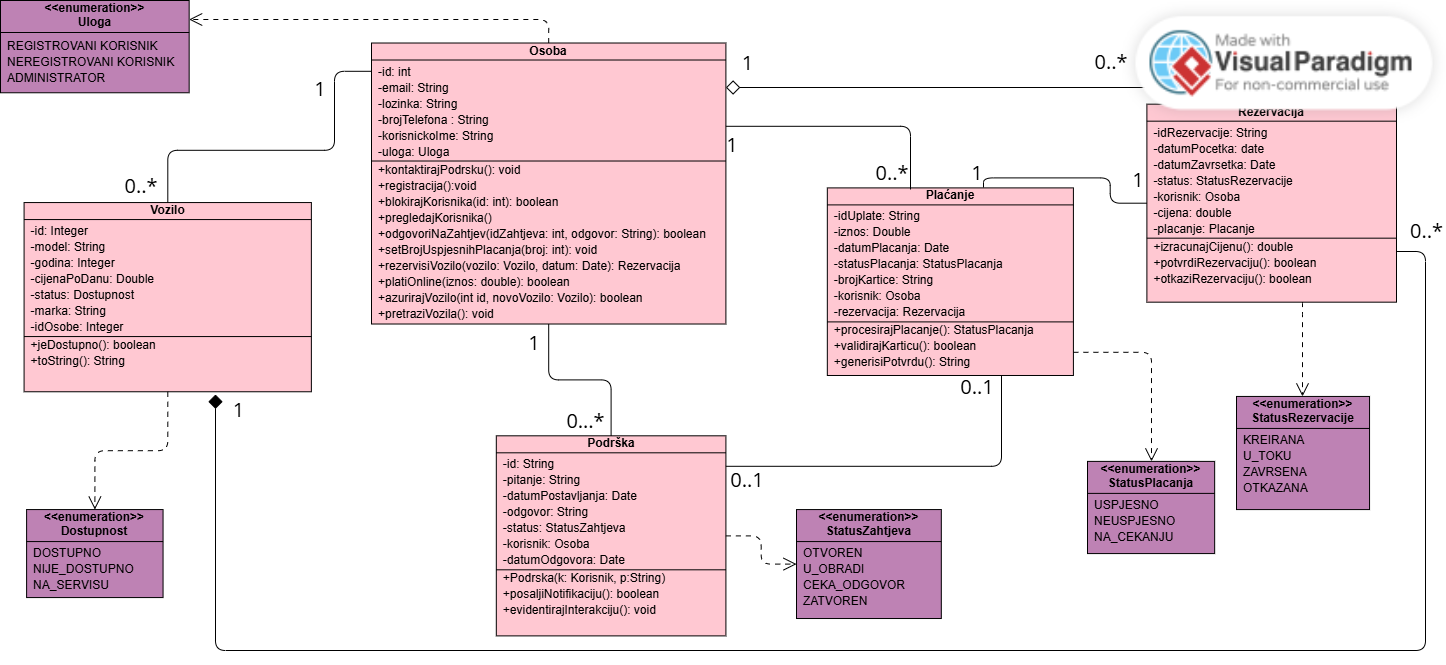 <<enumeration>>
Uloga
REGISTROVANI KORISNIK
NEREGISTROVANI KORISNIK
ADMINISTRATOR
Osoba
-id: int
-email: String
-lozinka: String
-brojTelefona : String
-korisnickoIme: String
-uloga: Uloga
+kontaktirajPodrsku(): void
+registracija():void
+blokirajKorisnika(id: int): boolean
+pregledajKorisnika()
+odgovoriNaZahtjev(idZahtjeva: int, odgovor: String): boolean
+setBrojUspjesnihPlacanja(broj: int): void
+rezervisiVozilo(vozilo: Vozilo, datum: Date): Rezervacija
+platiOnline(iznos: double): boolean
+azurirajVozilo(int id, novoVozilo: Vozilo): boolean
+pretraziVozila(): void
1
0..*
Made with
Visual Paradigm
For non-commercial use
Rezervacija
-idRezervacije: String
-datumPocetka: date
-datumZavrsetka: Date
-status: StatusRezervacije
-korisnik: Osoba
-cijena: double
-placanje: Placanje
+izracunajCijenu(): double
+potvrdiRezervaciju(): boolean
+otkaziRezervaciju(): boolean
1
0..*
1
0..*
1
1
0..*
Vozilo
-id: Integer
-model: String
-godina: Integer
-cijenaPoDanu: Double
-status: Dostupnost
-marka: String
-idOsobe: Integer
+jeDostupno(): boolean
+toString(): String
Plaćanje
-idUplate: String
-iznos: Double
-datumPlacanja: Date
-statusPlacanja: StatusPlacanja
-brojKartice: String
-korisnik: Osoba
-rezervacija: Rezervacija
+procesirajPlacanje(): StatusPlacanja
+validirajKarticu(): boolean
+generisiPotvrdu(): String
1
0...*
0..1
0..1
1
Podrška
-id: String
-pitanje: String
-datumPostavljanja: Date
-odgovor: String
-status: StatusZahtjeva
-korisnik: Osoba
-datumOdgovora: Date
+Podrska(k: Korisnik, p:String)
+posaljiNotifikaciju(): boolean
+evidentirajInterakciju(): void
<<enumeration>>
StatusRezervacije
KREIRANA
U_TOKU
ZAVRSENA
OTKAZANA
<<enumeration>>
StatusPlacanja
USPJESNO
NEUSPJESNO
NA_CEKANJU
<<enumeration>>
Dostupnost
DOSTUPNO
NIJE_DOSTUPNO
NA_SERVISU
<<enumeration>>
StatusZahtjeva
OTVOREN
U_OBRADI
CEKA_ODGOVOR
ZATVOREN